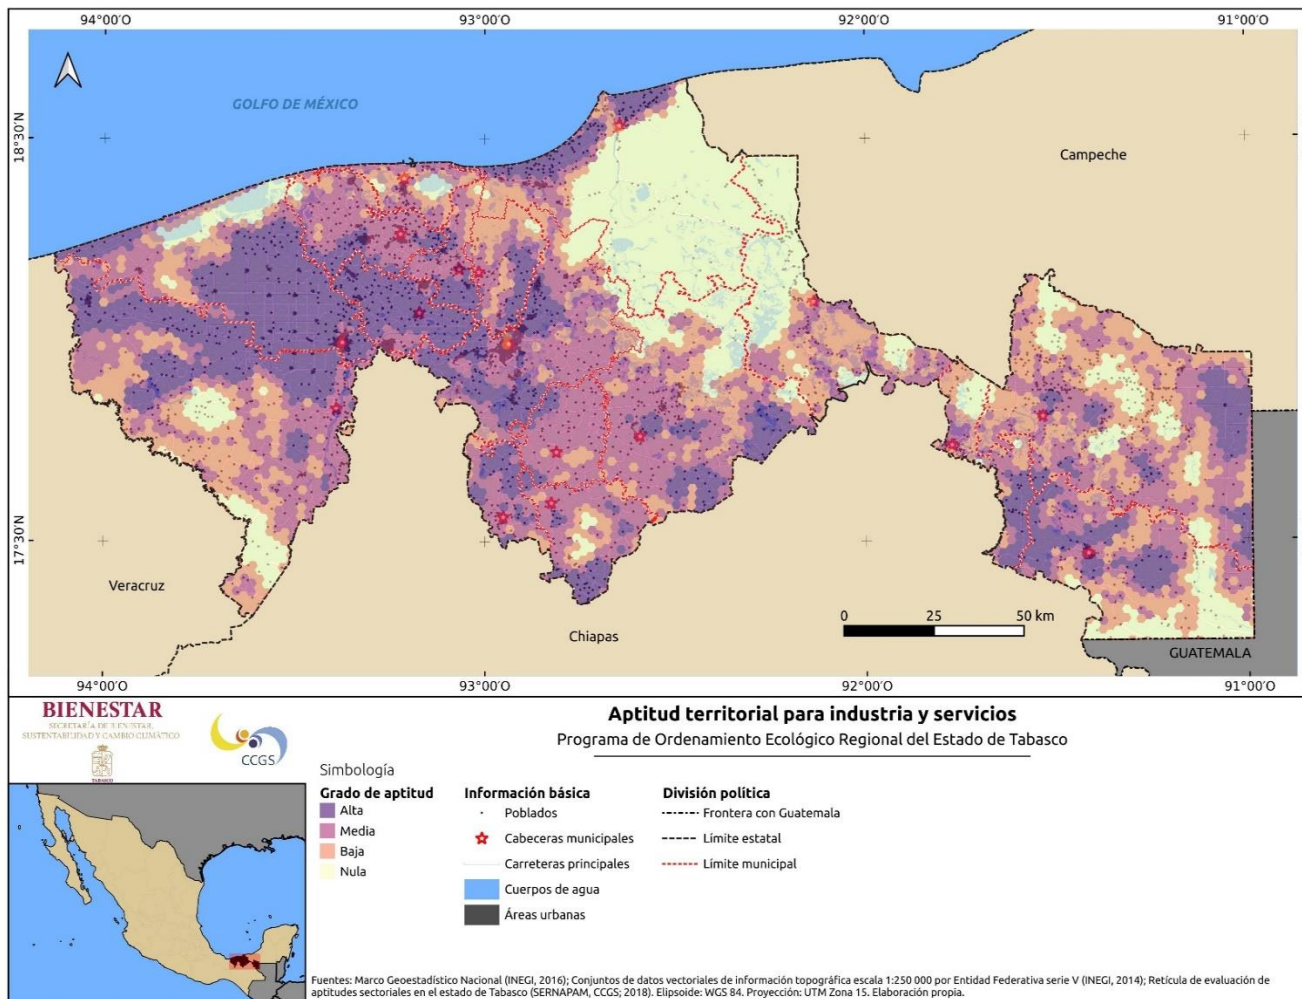 94°00'O 93°00'O 92°00'O 91°00'O
GOLFO DE MÉXICO
18°30'N
Campeche
18°30'N
17°30'N
17°30'N
Veracruz
Chiapas
0 25 50 km
GUATEMALA
94°00'O 93°00'O 92°00'O 91°00'O
BIENESTAR
SECRETARÍA DE BIENESTAR,
SUSTENTABILIDAD Y CAMBIO CLIMÁTICO
TABASCO
CCGS
Aptitud territorial para industria y servicios
Programa de Ordenamiento Ecológico Regional del Estado de Tabasco
Simbología
Grado de aptitud
Alta
Media
Baja
Nula
Información básica
Poblados
Cabeceras municipales
Carreteras principales
Cuerpos de agua
Áreas urbanas
División política
Frontera con Guatemala
Límite estatal
Límite municipal
Fuentes: Marco Geoestadístico Nacional (INEGI, 2016); Conjuntos de datos vectoriales de información topográfica escala 1:250 000 por Entidad Federativa serie V (INEGI, 2014); Retícula de evaluación de
aptitudes sectoriales en el estado de Tabasco (SERNAPAM, CCGS; 2018). Elipsoide: WGS 84. Proyección: UTM Zona 15. Elaboración propia.